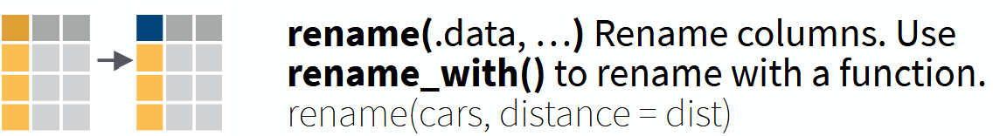 rename(.data, …) Rename columns. Use
rename_with() to rename with a function.
rename(cars, distance = dist)